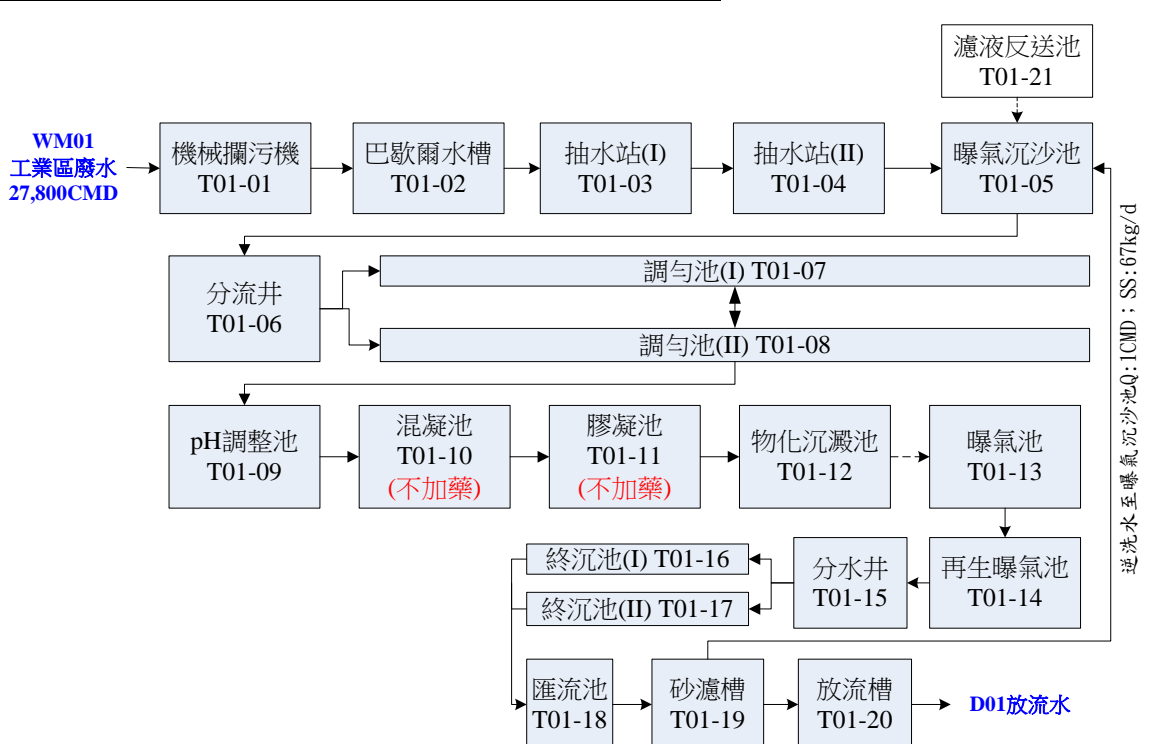 濾液反送池
T01-21
WM01
工業區廢水
27,800CMD
機械攔污機
T01-01
巴歇爾水槽
T01-02
抽水站(I)
T01-03
抽水站(II)
T01-04
曝氣沉沙池
T01-05
分流井
T01-06
調勻池(I) T01-07
調勻池(II) T01-08
逆洗水至曝氣沉沙池Q:1CMD；SS:67kg/d
pH調整池
T01-09
混凝池
T01-10
(不加藥)
膠凝池
T01-11
(不加藥)
物化沉澱池
T01-12
曝氣池
T01-13
再生曝氣池
T01-14
分水井
T01-15
終沉池(I) T01-16
終沉池(II) T01-17
匯流池
T01-18
砂濾槽
T01-19
放流槽
T01-20
D01放流水